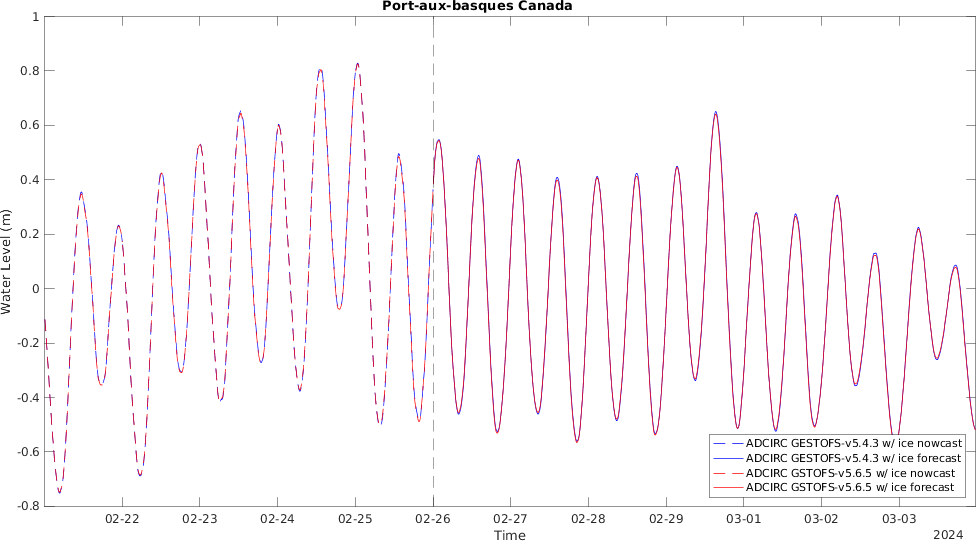 Port-aux-basques Canada
1
0.8
0.6
0.4
0.2
0
-0.2
-0.4
-0.6
-0.8
Water Level (m)
ADCIRC GESTOFS-v5.4.3 w/ ice nowcast
ADCIRC GESTOFS-v5.4.3 w/ ice forecast
ADCIRC GSTOFS-v5.6.5 w/ ice nowcast
ADCIRC GSTOFS-v5.6.5 w/ ice forecast
02-22 02-23 02-24 02-25 02-26 02-27 02-28 02-29 03-01 03-02 03-03
Time
2024